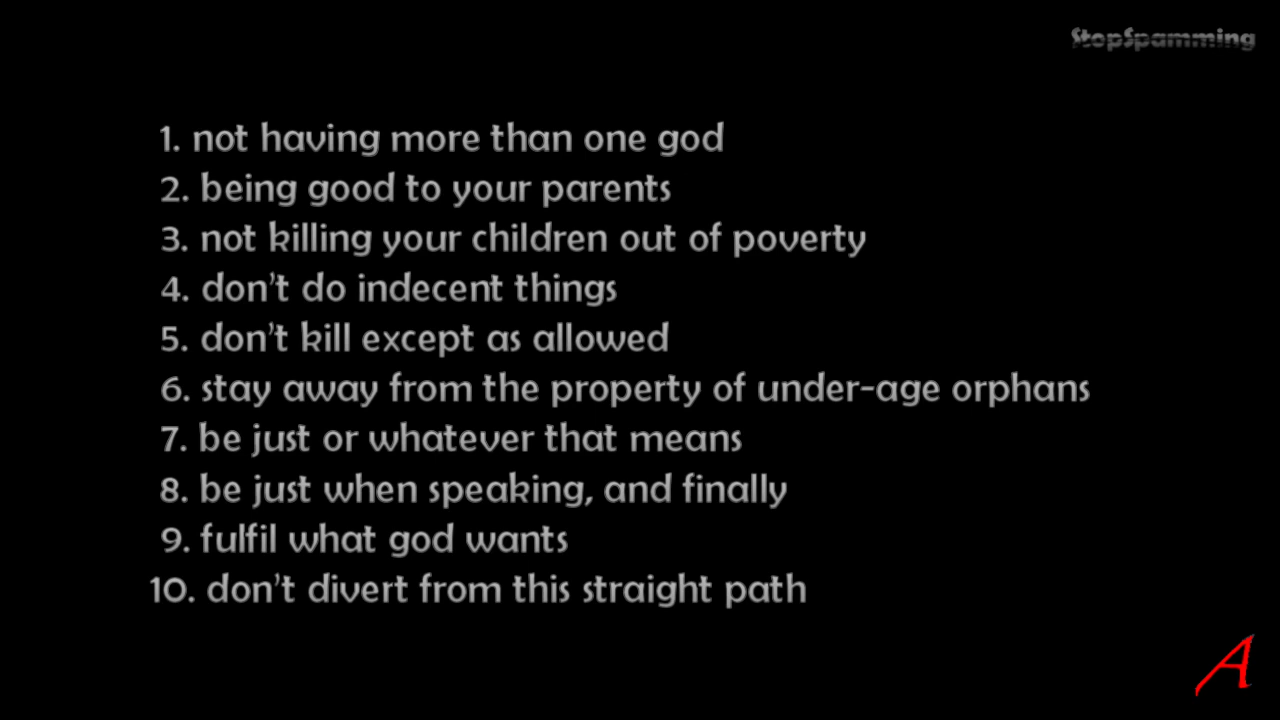 StopSpamming
1. not having more than one god
2. being good to your parents
3. not killing your children out of poverty
4. don't do indecent things
5. don't kill except as allowed
6. stay away from the property of under-age orphans
7. be just or whatever that means
8. be just when speaking, and finally
9. fulfil what god wants
10. don't divert from this straight path
A